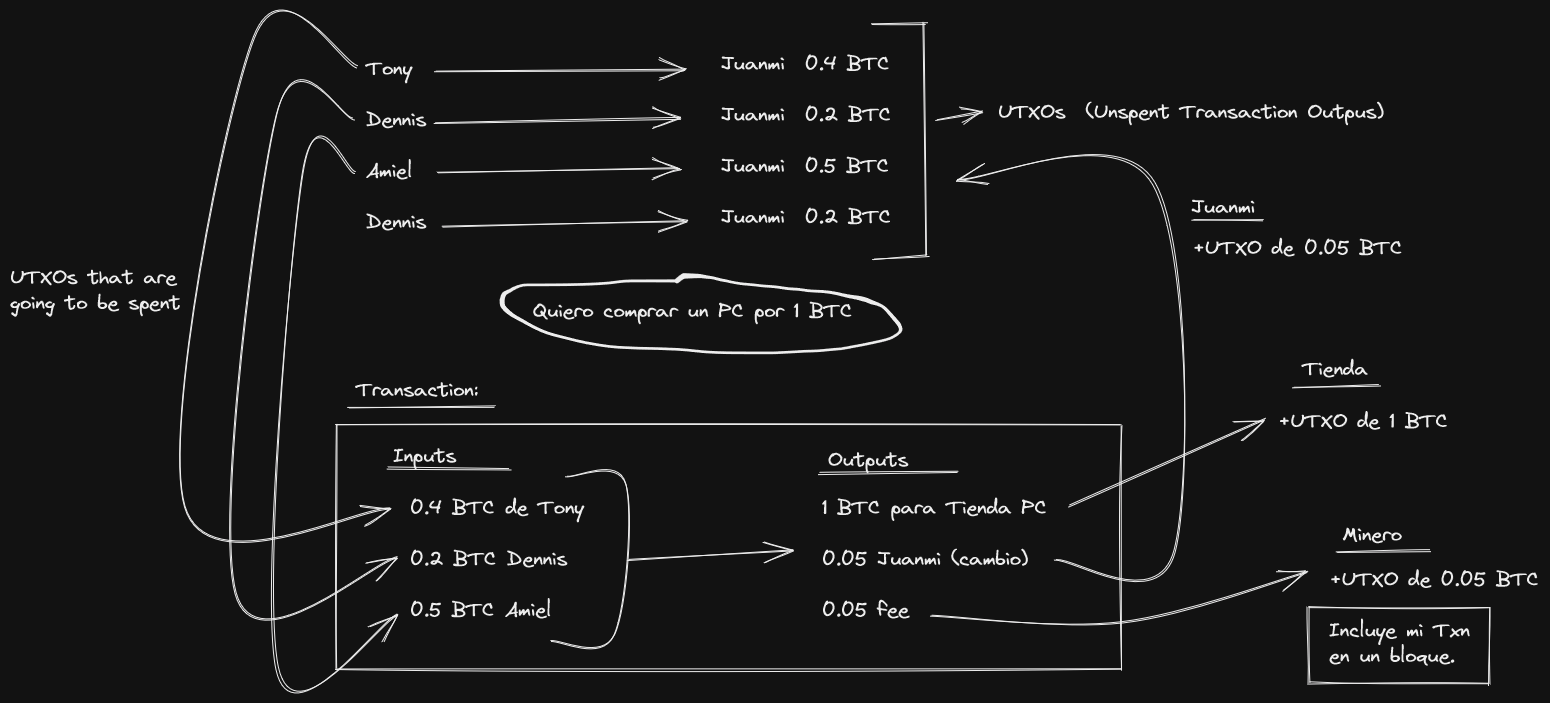 Tony
Juanmi 0.4 BTC
Dennis
Juanmi 0.2 BTC
UTXOs (Unspent Transaction Outpus)
Amiel
Juanmi 0.5 BTC
Dennis
Juanmi 0.2 BTC
Juanmi
+UTXO de 0.05 BTC
UTXOs that are
going to be spent
Quiero comprar un PC por 1 BTC
Transaction:
Inputs
0.4 BTC de Tony
0.2 BTC Dennis
0.5 BTC Amiel
Outputs
1 BTC para Tienda PC
0.05 Juanmi (cambio)
0.05 fee
Tienda
+UTXO de 1 BTC
Minero
+UTXO de 0.05 BTC
Incluye mi Txn
en un bloque.